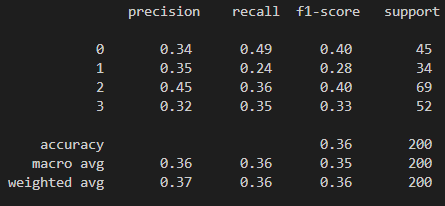 precision recall f1-score support
0 0.34 0.49 0.40 45
1 0.35 0.24 0.28 34
2 0.45 0.36 0.40 69
3 0.32 0.35 0.33 52
accuracy 0.36 200
macro avg 0.36 0.36 0.35 200
weighted avg 0.37 0.36 0.36 200